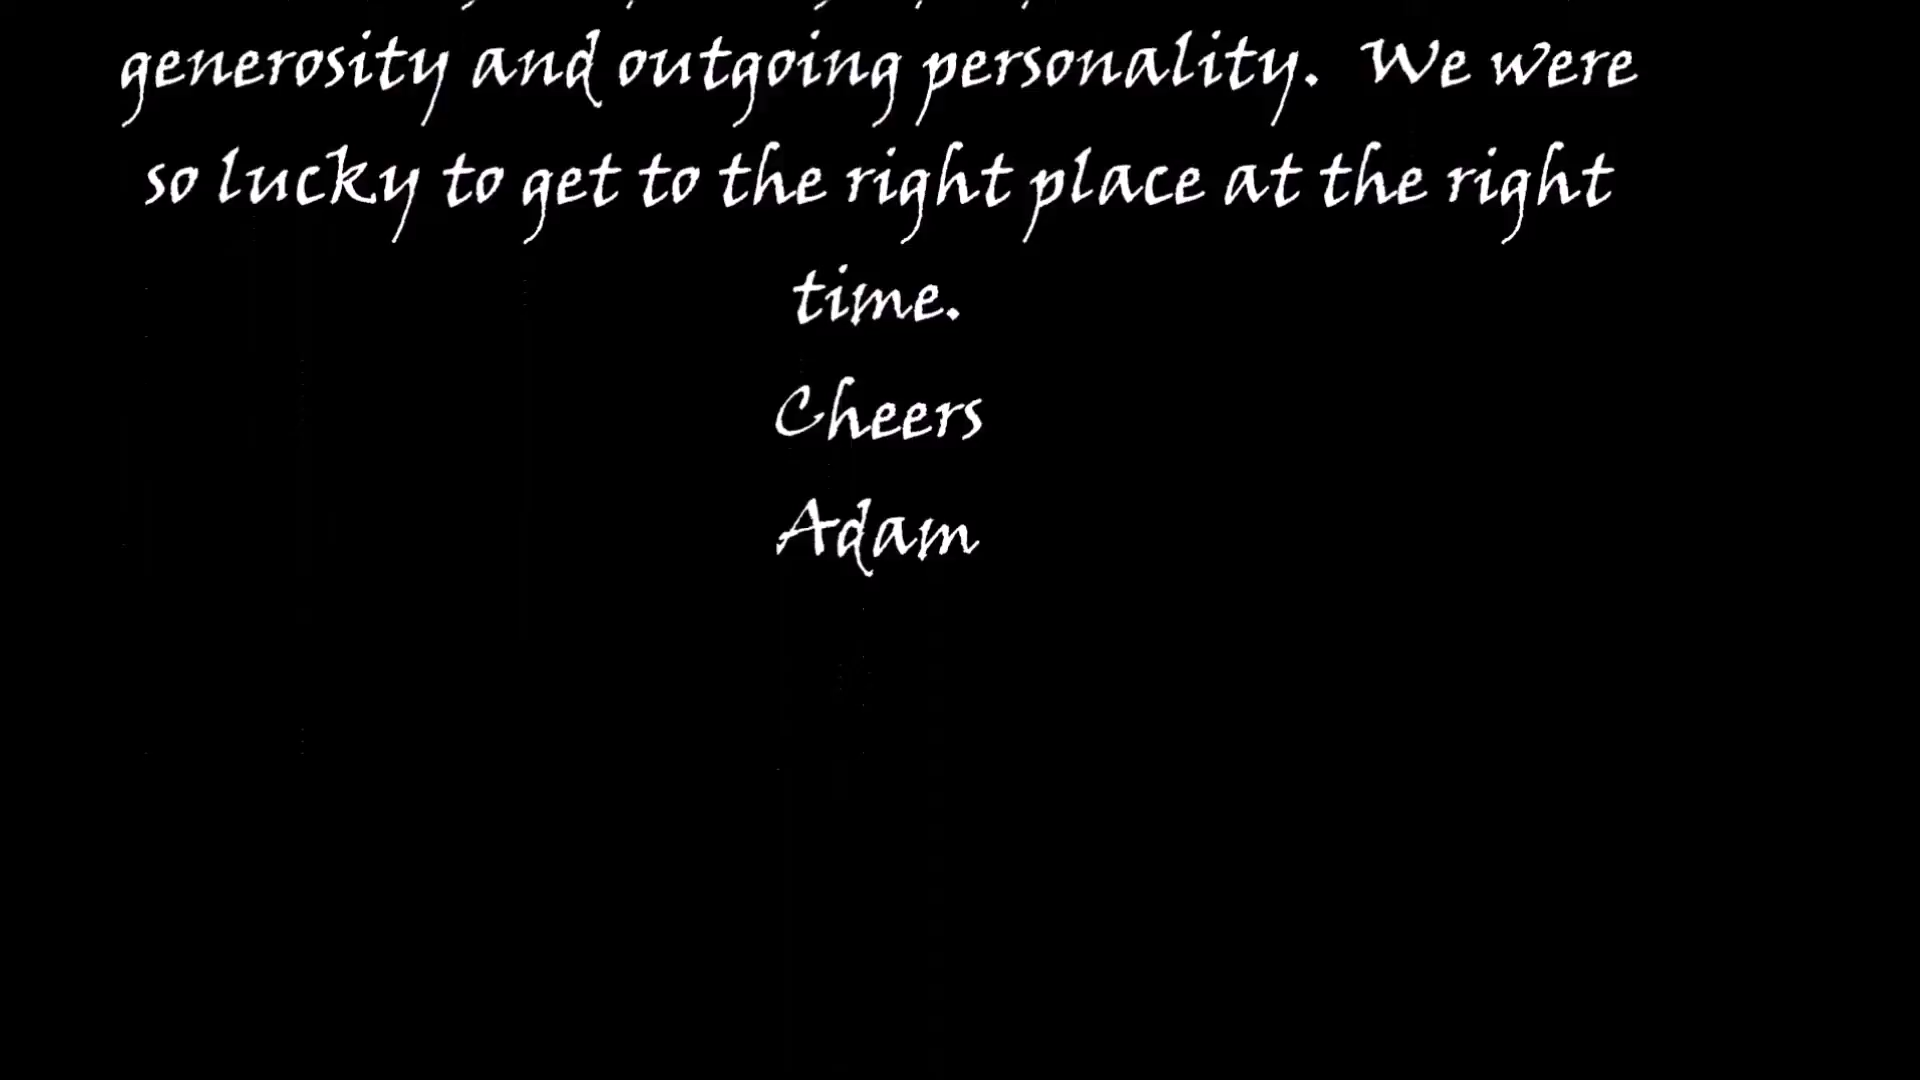 generosity and outgoing personality. We were
so lucky to get to the right place at the right
time.
Cheers
Adam